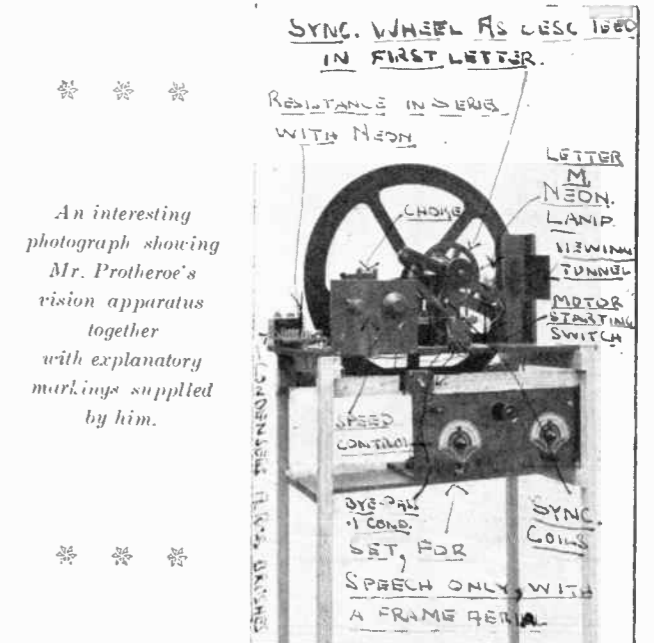 SYNC. WHEEL AS
IN FIRST LETTER.
RESISTANCE IN SERIES
WITH NEON
LETTER
M,
NEON.
LAMP.
CHOKE
VIEWING
TUNNEL
MOTOR
STARTING
SWITCH
An interesting
photograph showing
Mr. Protheroe's
vision apparatus
together
with explanatory
markings supplied
by him.
CONDENSER BRUSHES
SPEED
CONTROL
BYE-PASS
.1 COND.
SYNC.
COILS
SET, FOR
SPEECH ONLY, WITH
A FRAME AERIAL